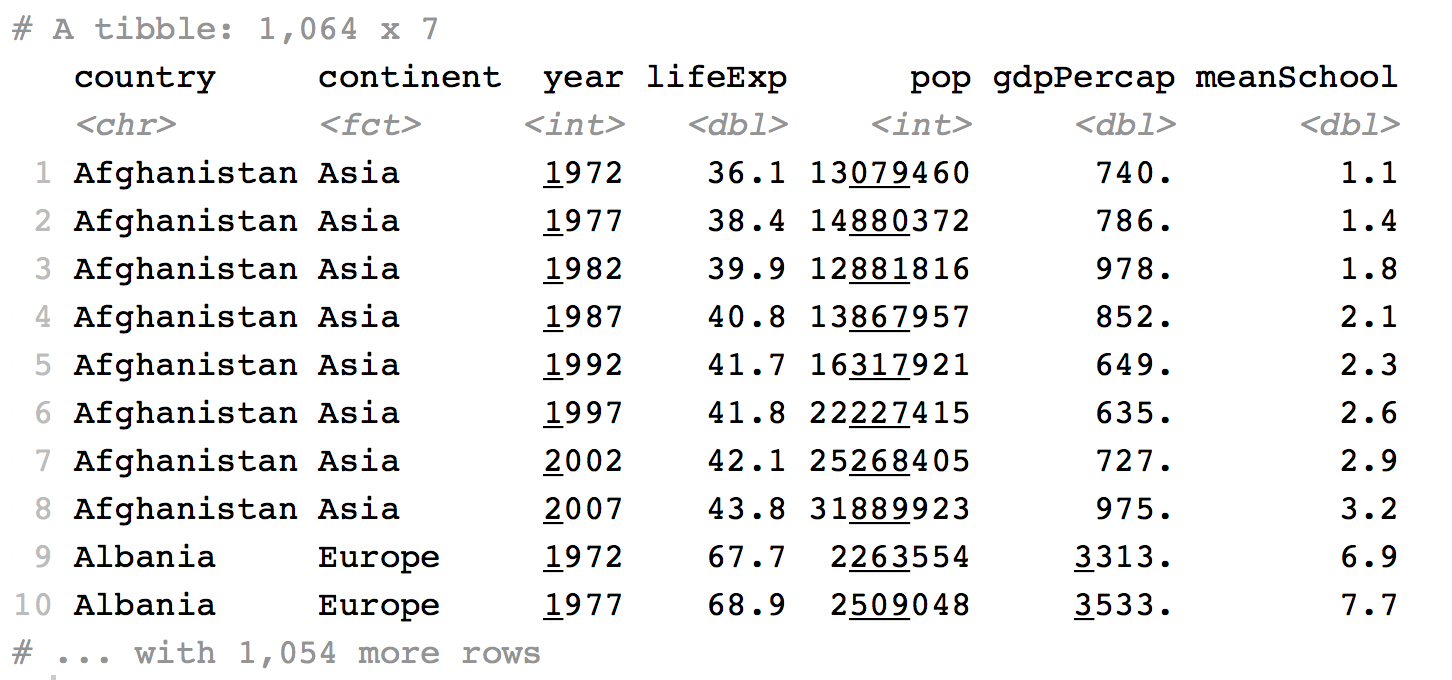 # A tibble: 1,064 x 7
country continent year lifeExp pop gdpPercap meanSchool
<chr> <fct> <int> <dbl> <int> <dbl> <dbl>
1 Afghanistan Asia 1972 36.1 13079460 740. 1.1
2 Afghanistan Asia 1977 38.4 14880372 786. 1.4
3 Afghanistan Asia 1982 39.9 12881816 978. 1.8
4 Afghanistan Asia 1987 40.8 13867957 852. 2.1
5 Afghanistan Asia 1992 41.7 16317921 649. 2.3
6 Afghanistan Asia 1997 41.8 22227415 635. 2.6
7 Afghanistan Asia 2002 42.1 25268405 727. 2.9
8 Afghanistan Asia 2007 43.8 31889923 975. 3.2
9 Albania Europe 1972 67.7 2263554 3313. 6.9
10 Albania Europe 1977 68.9 2509048 3533. 7.7
# ... with 1,054 more rows